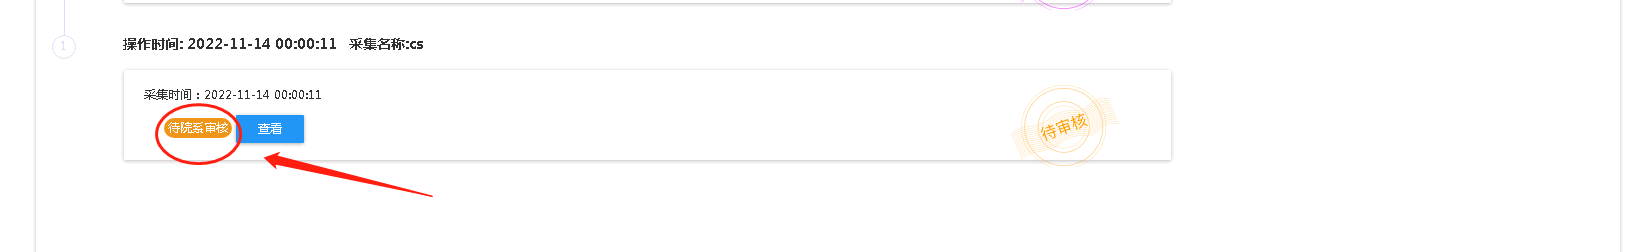 1
操作时间: 2022-11-14 00:00:11 采集名称:cs
采集时间：2022-11-14 00:00:11
待院系审核 查看
待审核